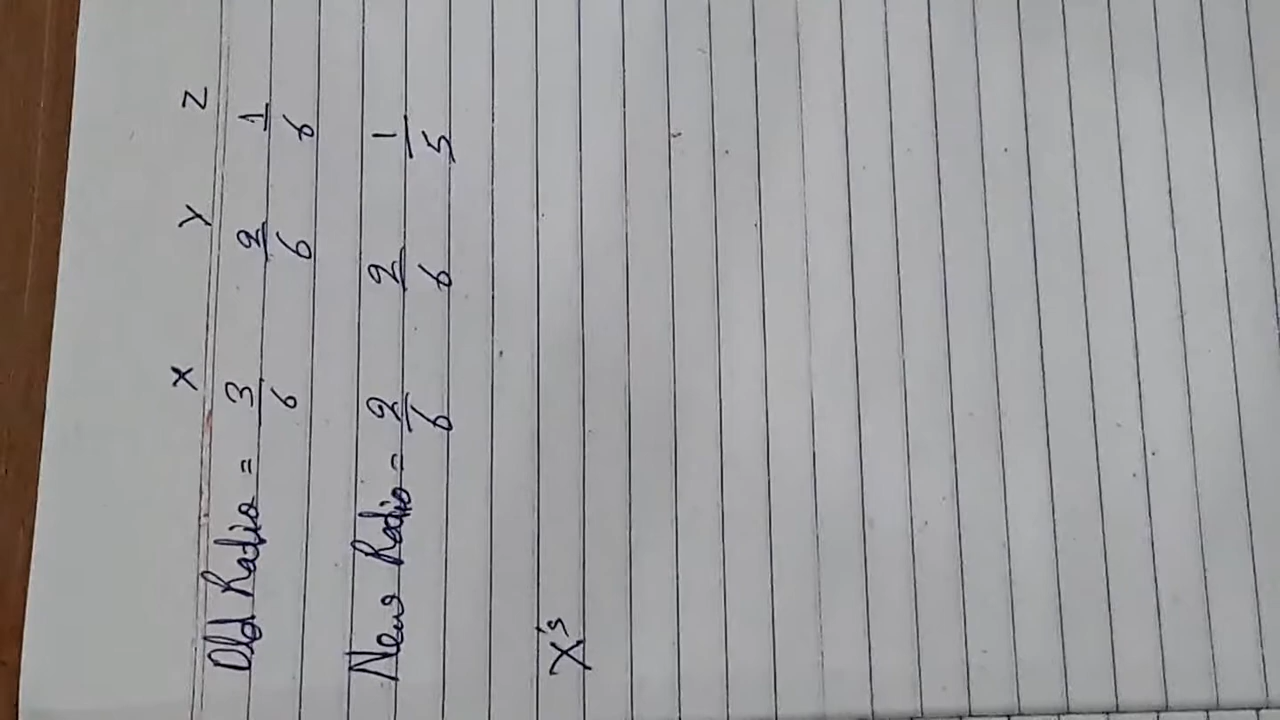 X Y Z
Old Ratio = 3/6 2/6 1/6
New Ratio = 2/6 2/6 1/5
X's